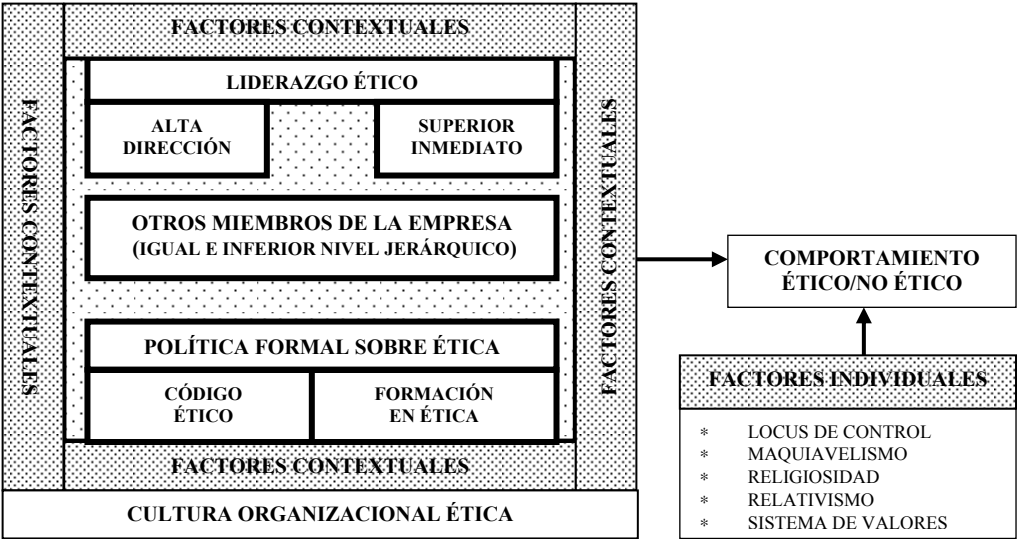 FACTORES CONTEXTUALES
FACTORES CONTEXTUALES
LIDERAZGO ÉTICO
ALTA
DIRECCIÓN
SUPERIOR
INMEDIATO
OTROS MIEMBROS DE LA EMPRESA
(IGUAL E INFERIOR NIVEL JERÁRQUICO)
POLÍTICA FORMAL SOBRE ÉTICA
CÓDIGO
ÉTICO
FORMACIÓN
EN ÉTICA
FACTORES CONTEXTUALES
FACTORES CONTEXTUALES
CULTURA ORGANIZACIONAL ÉTICA
COMPORTAMIENTO
ÉTICO/NO ÉTICO
FACTORES INDIVIDUALES
* LOCUS DE CONTROL
* MAQUIAVELISMO
* RELIGIOSIDAD
* RELATIVISMO
* SISTEMA DE VALORES